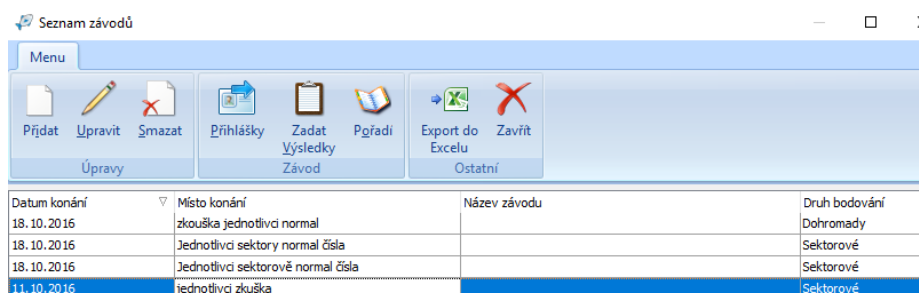 Seznam závodů
Menu
Přidat Upravit Smazat Přihlášky Zadat Výsledky Pořadí Export do Excelu Zavřít
Úpravy Závod Ostatní
Datum konání Místo konání Název závodu Druh bodování
18.10.2016 zkouška jednotlivci normal Dohromady
18.10.2016 Jednotlivci sektory normal čísla Sektorové
18.10.2016 Jednotlivci sektorově normal čísla Sektorové
11.10.2016 jednotlivci zkuška Sektorové